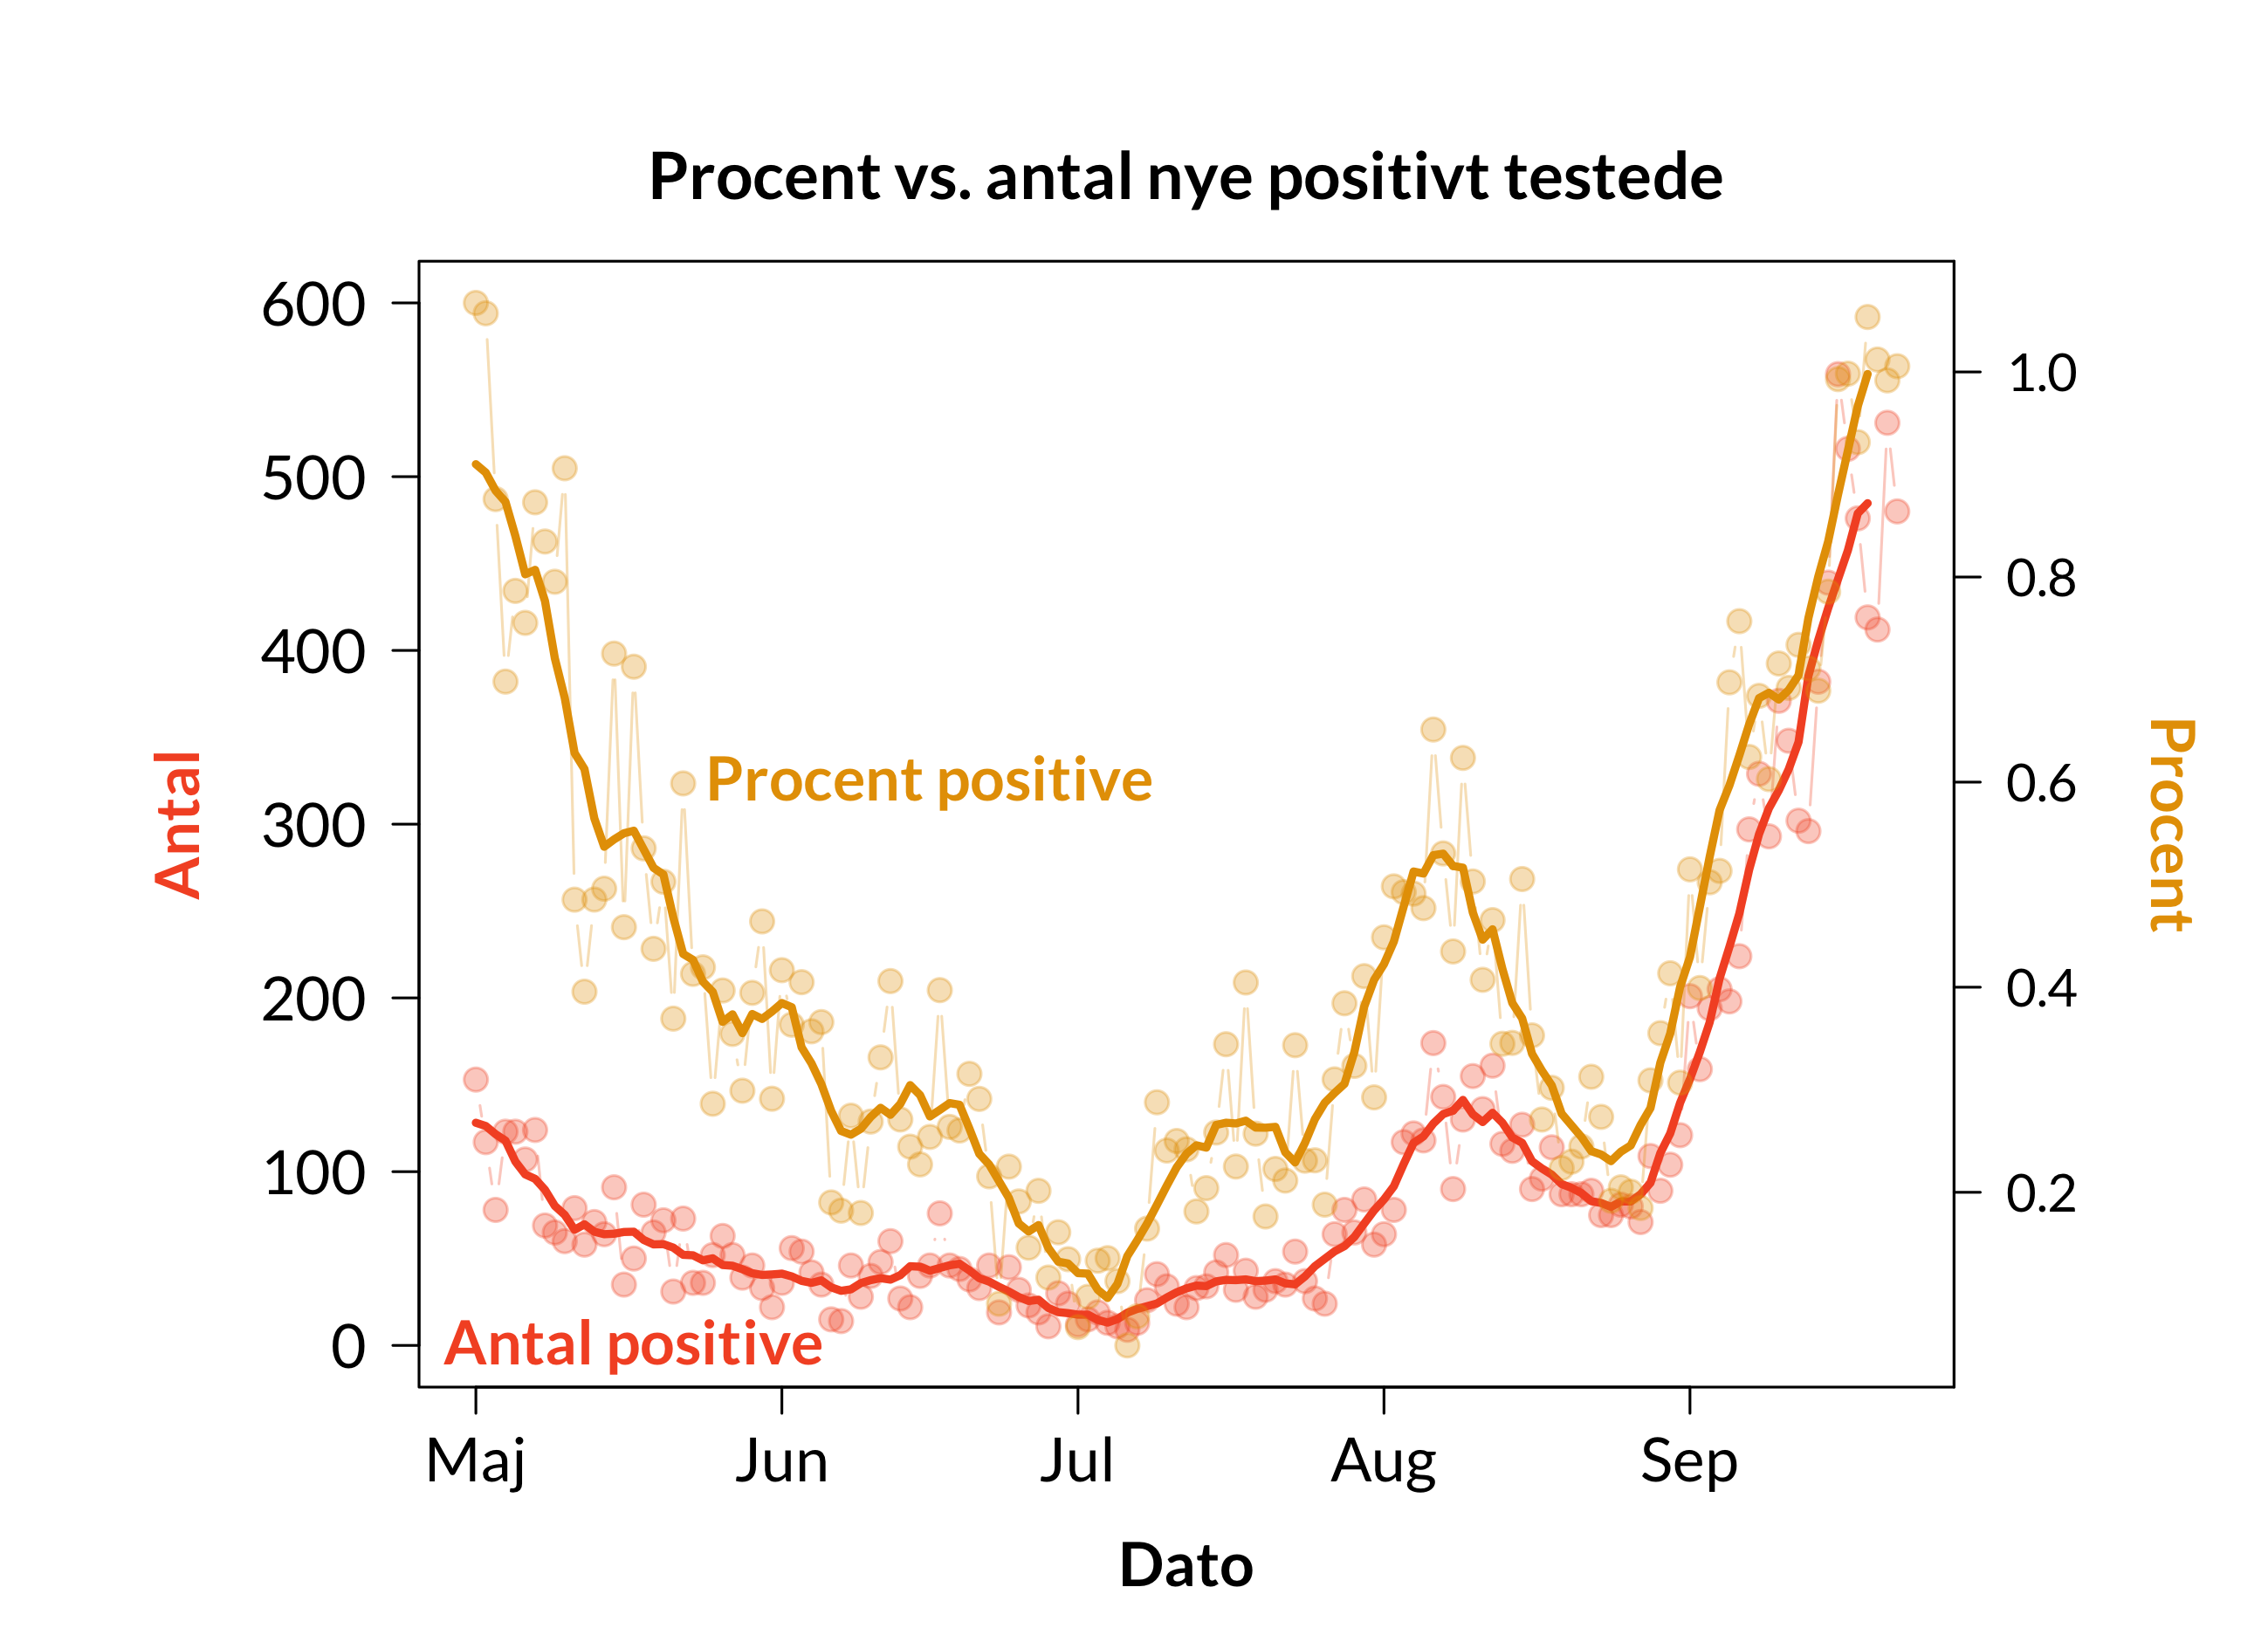 Procent vs. antal nye positivt testede
600
500
400
300
200
100
0
Antal
1.0
0.8
0.6
0.4
0.2
Procent
Procent positive
Antal positive
Maj Jun Jul Aug Sep
Dato